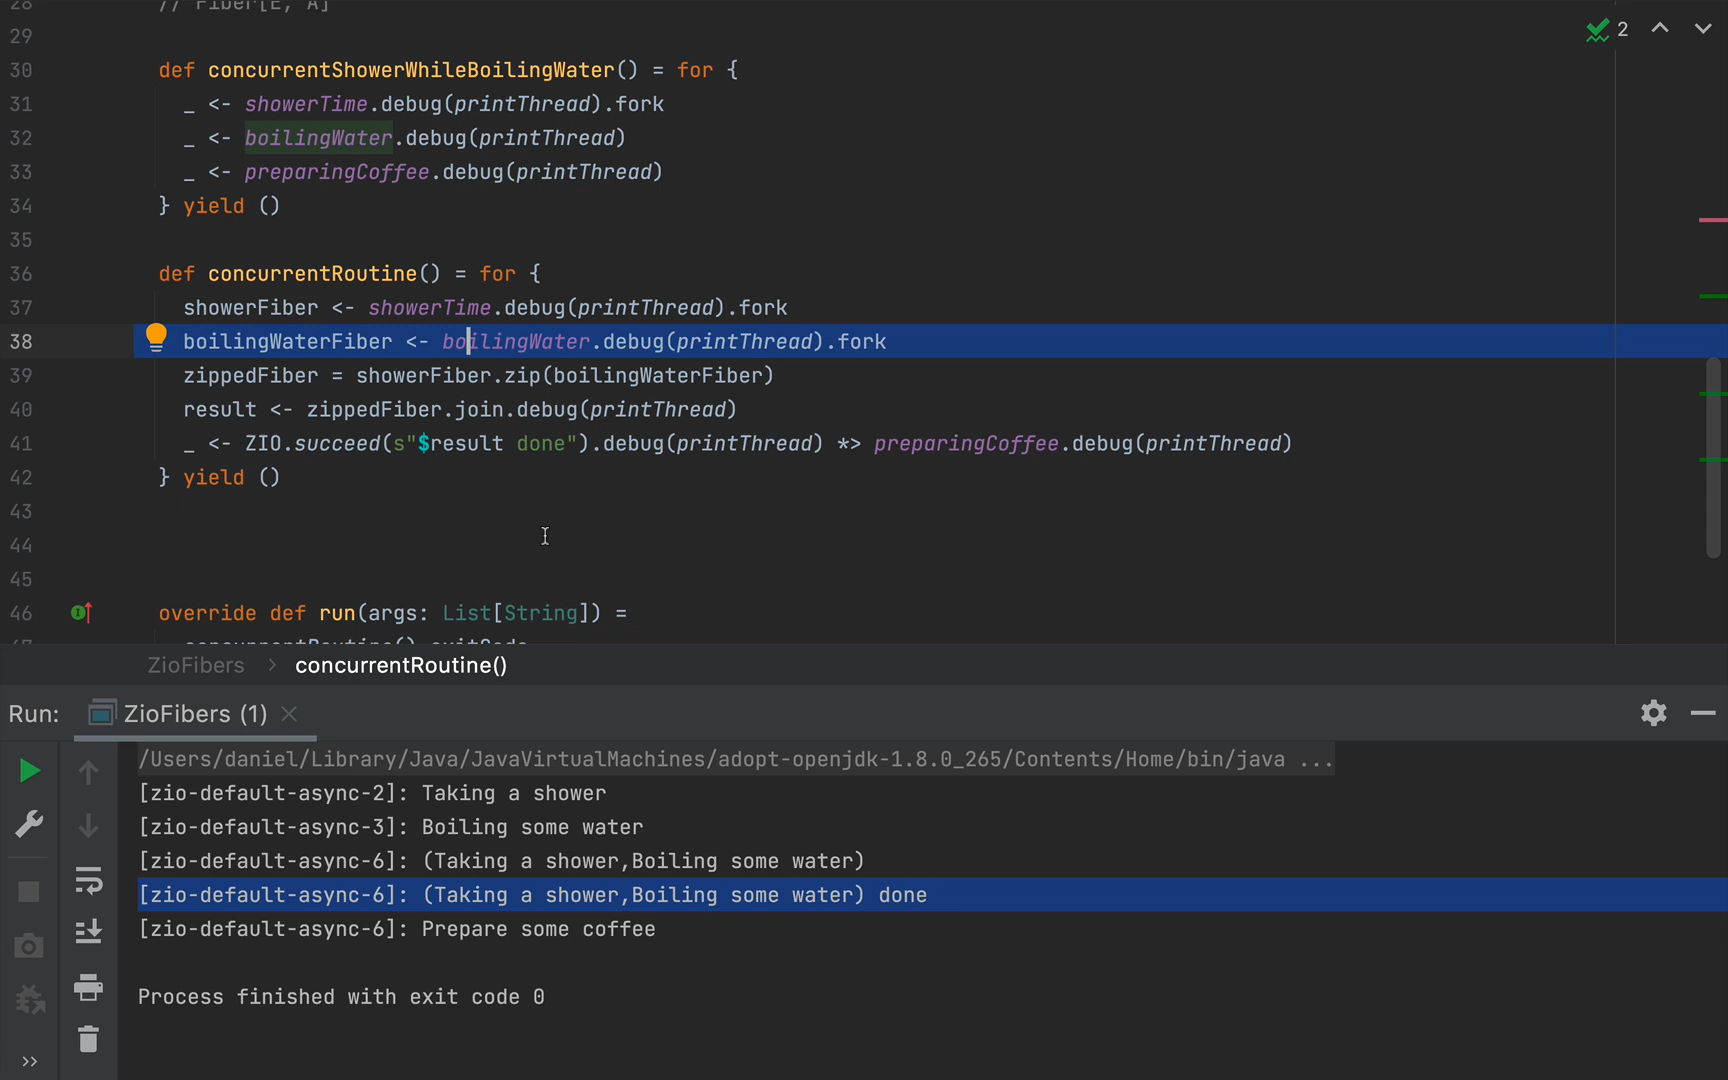 28 // Fiber[E, A]
29
30 def concurrentShowerWhileBoilingWater() = for {
31 _ <- showerTime.debug(printThread).fork
32 _ <- boilingWater.debug(printThread)
33 _ <- preparingCoffee.debug(printThread)
34 } yield ()
35
36 def concurrentRoutine() = for {
37 showerFiber <- showerTime.debug(printThread).fork
38 boilingWaterFiber <- boilingWater.debug(printThread).fork
39 zippedFiber = showerFiber.zip(boilingWaterFiber)
40 result <- zippedFiber.join.debug(printThread)
41 _ <- ZIO.succeed(s"$result done").debug(printThread) *> preparingCoffee.debug(printThread)
42 } yield ()
43
44
45
46 override def run(args: List[String]) =
47 concurrentRoutine().exitCode
2
ZioFibers > concurrentRoutine()
Run: ZioFibers (1)
/Users/daniel/Library/Java/JavaVirtualMachines/adopt-openjdk-1.8.0_265/Contents/Home/bin/java ...
[zio-default-async-2]: Taking a shower
[zio-default-async-3]: Boiling some water
[zio-default-async-6]: (Taking a shower,Boiling some water)
[zio-default-async-6]: (Taking a shower,Boiling some water) done
[zio-default-async-6]: Prepare some coffee
Process finished with exit code 0